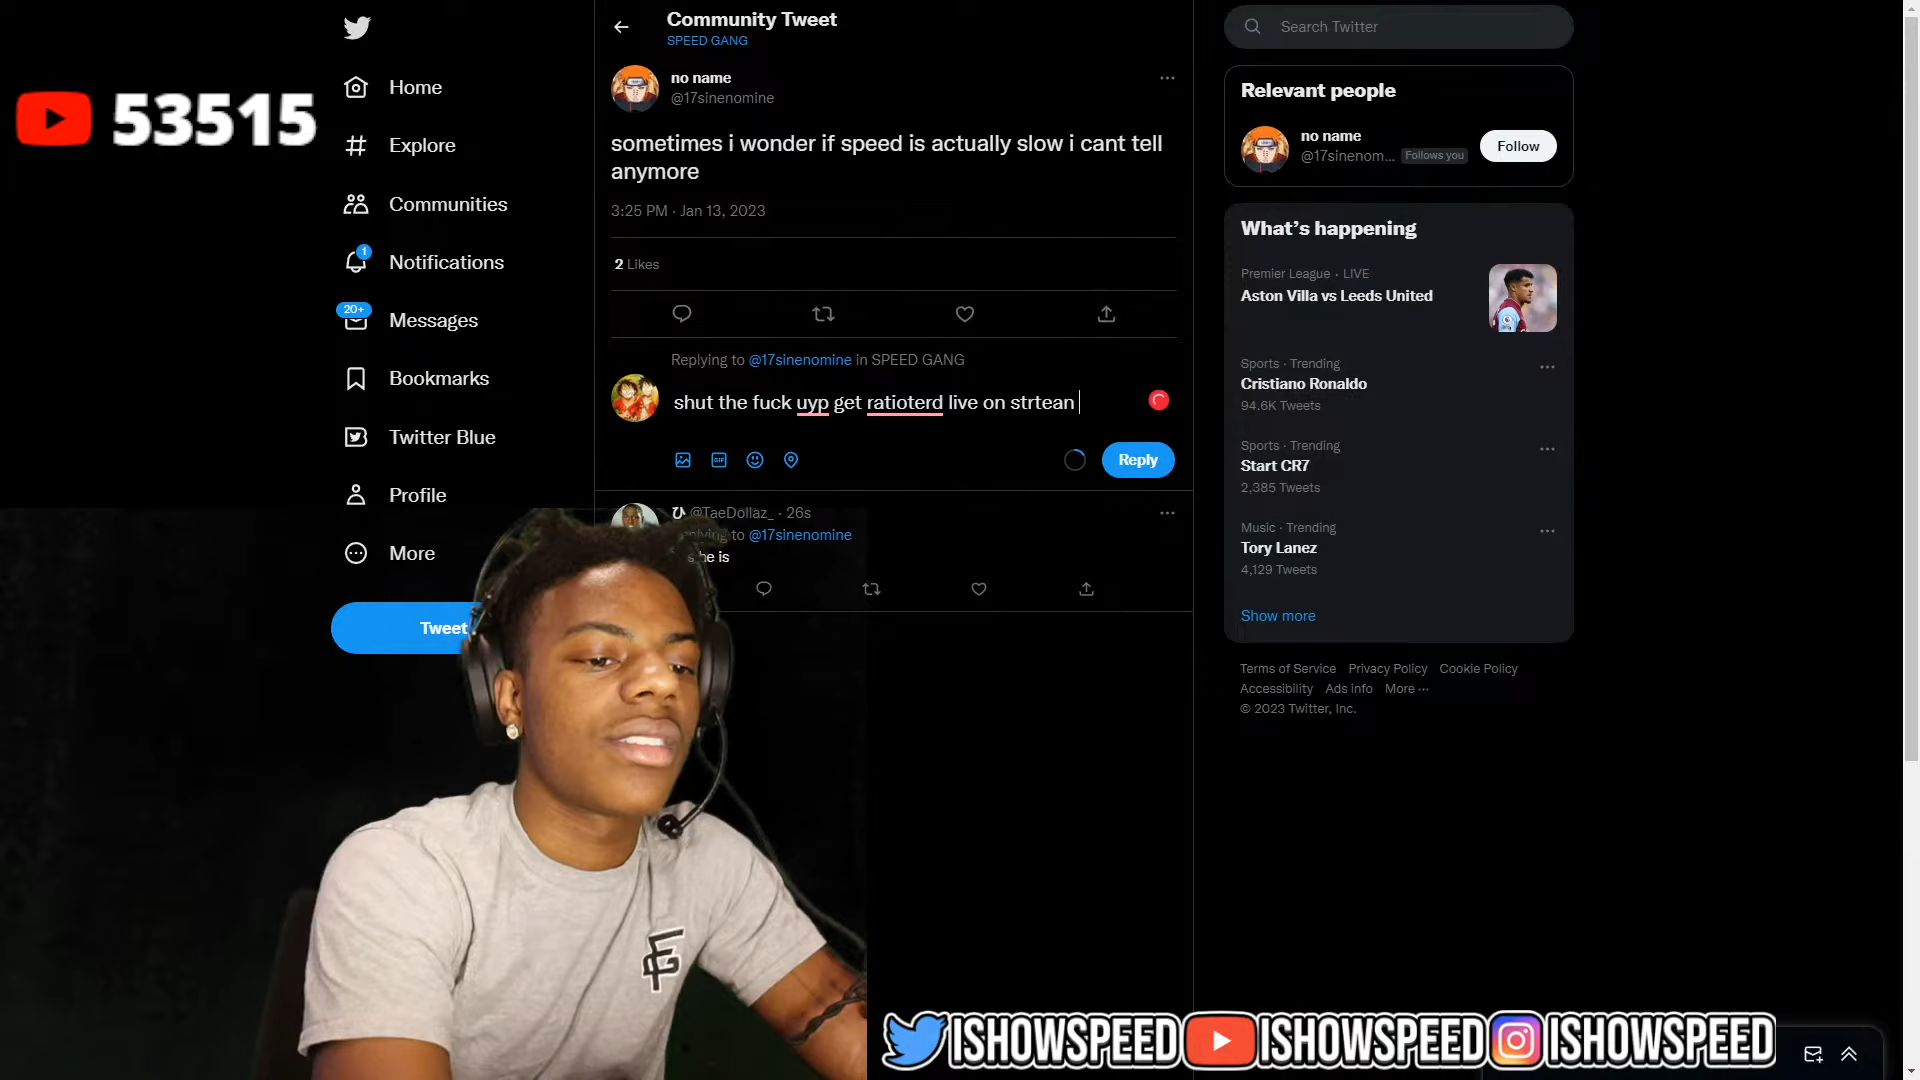 53515
Home
Explore
Communities
1
Notifications
20+
Messages
Bookmarks
Twitter Blue
Profile
More
Tweet
Community Tweet
SPEED GANG
no name
@17sinenomine
sometimes i wonder if speed is actually slow i cant tell
anymore
3:25 PM · Jan 13, 2023
2 Likes
Replying to @17sinenomine in SPEED GANG
shut the fuck uyp get ratioterd live on strtean
GIF
Reply
ひ @TaeDollaz_ · 26s
to @17sinenomine
he is
Search Twitter
Relevant people
no name
@17sinenom... Follows you
Follow
What's happening
Premier League · LIVE
Aston Villa vs Leeds United
Sports · Trending
Cristiano Ronaldo
94.6K Tweets
Sports · Trending
Start CR7
2,385 Tweets
Music · Trending
Tory Lanez
4,129 Tweets
Show more
Terms of Service Privacy Policy Cookie Policy
Accessibility Ads info More ···
© 2023 Twitter, Inc.
ISHOWSPEED ISHOWSPEED ISHOWSPEED